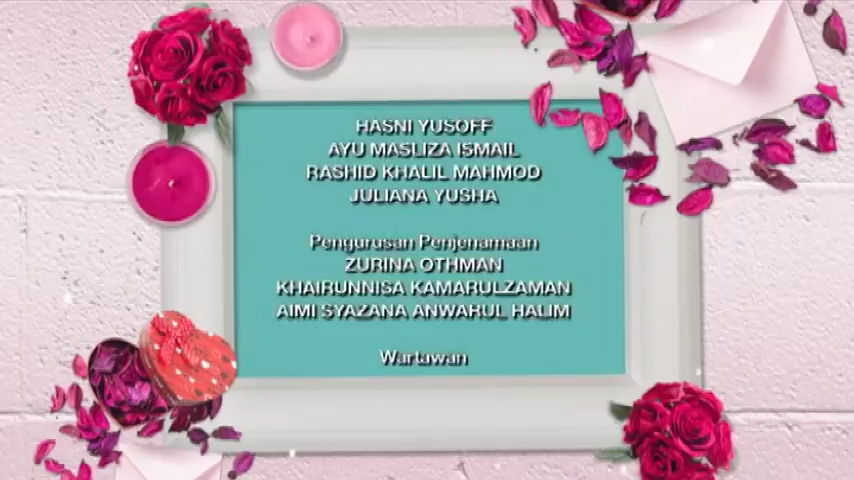 HASNI YUSOFF
AYU MASLIZA ISMAIL
RASHID KHALIL MAHMOD
JULIANA YUSHA
Pengurusan Penjenamaan
ZURINA OTHMAN
KHAIRUNNISA KAMARULZAMAN
AIMI SYAZANA ANWARUL HALIM
Wartawan